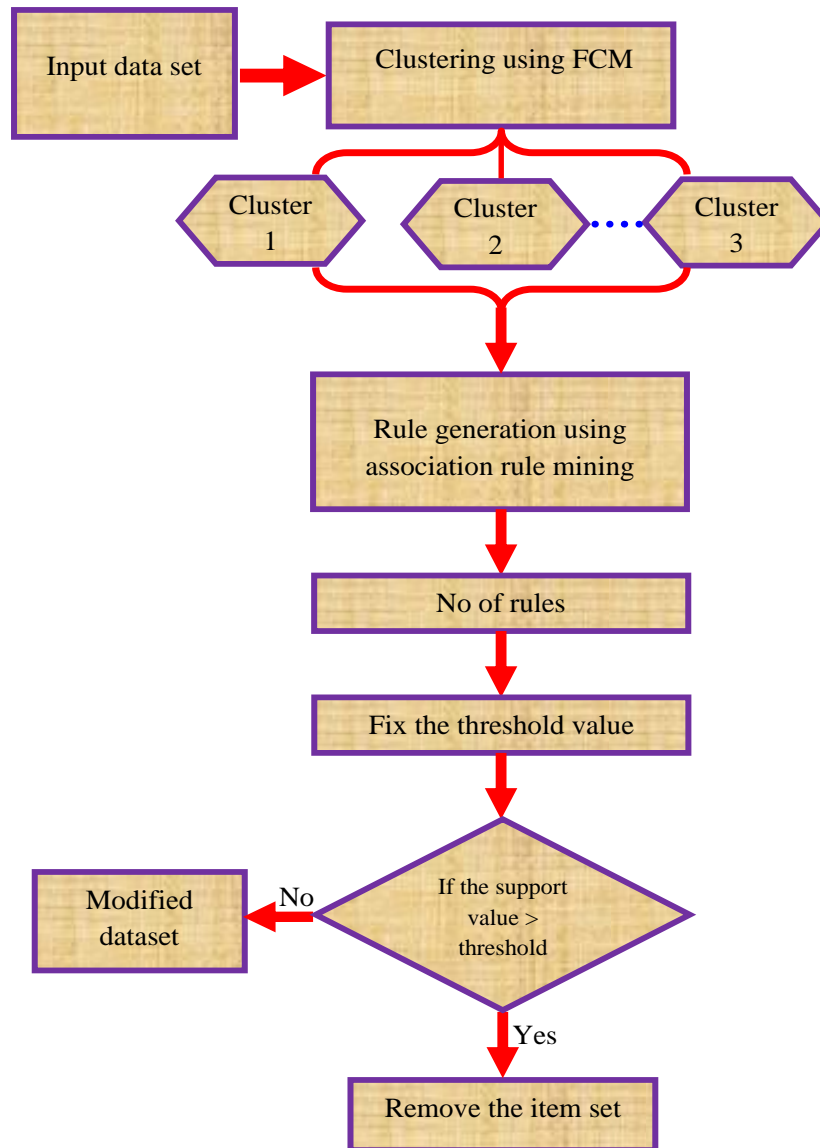 Input data set
Clustering using FCM
Cluster
1
Cluster
2
Cluster
3
Rule generation using
association rule mining
No of rules
Fix the threshold value
If the support
value >
threshold
No
Modified
dataset
Yes
Remove the item set